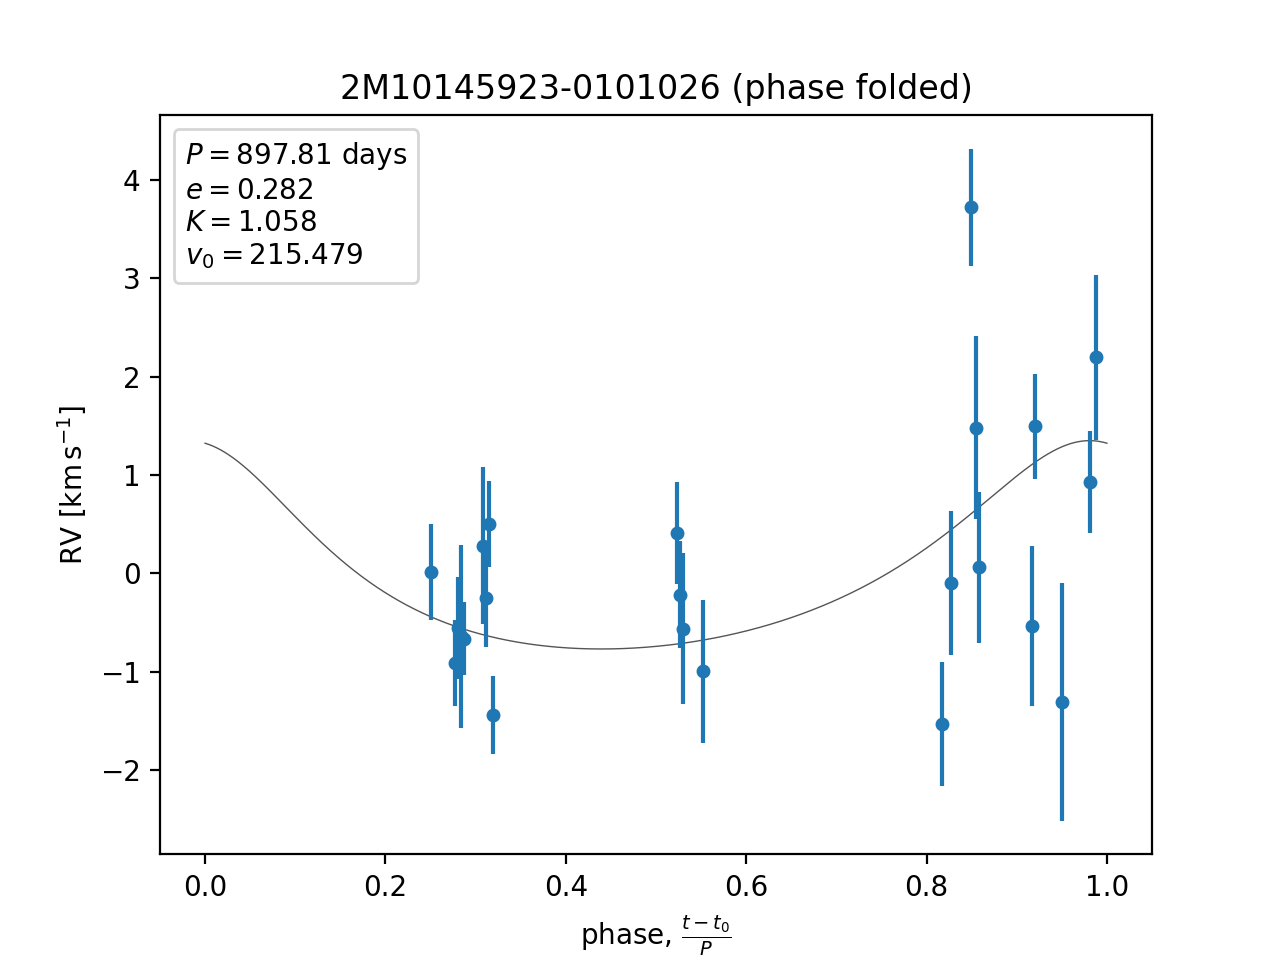 2M10145923-0101026 (phase folded)
P = 897.81 days
e = 0.282
K = 1.058
v₀ = 215.479
4
3
2
1
0
−1
−2
RV [km s⁻¹]
0.0 0.2 0.4 0.6 0.8 1.0
phase, (t − t₀)/P